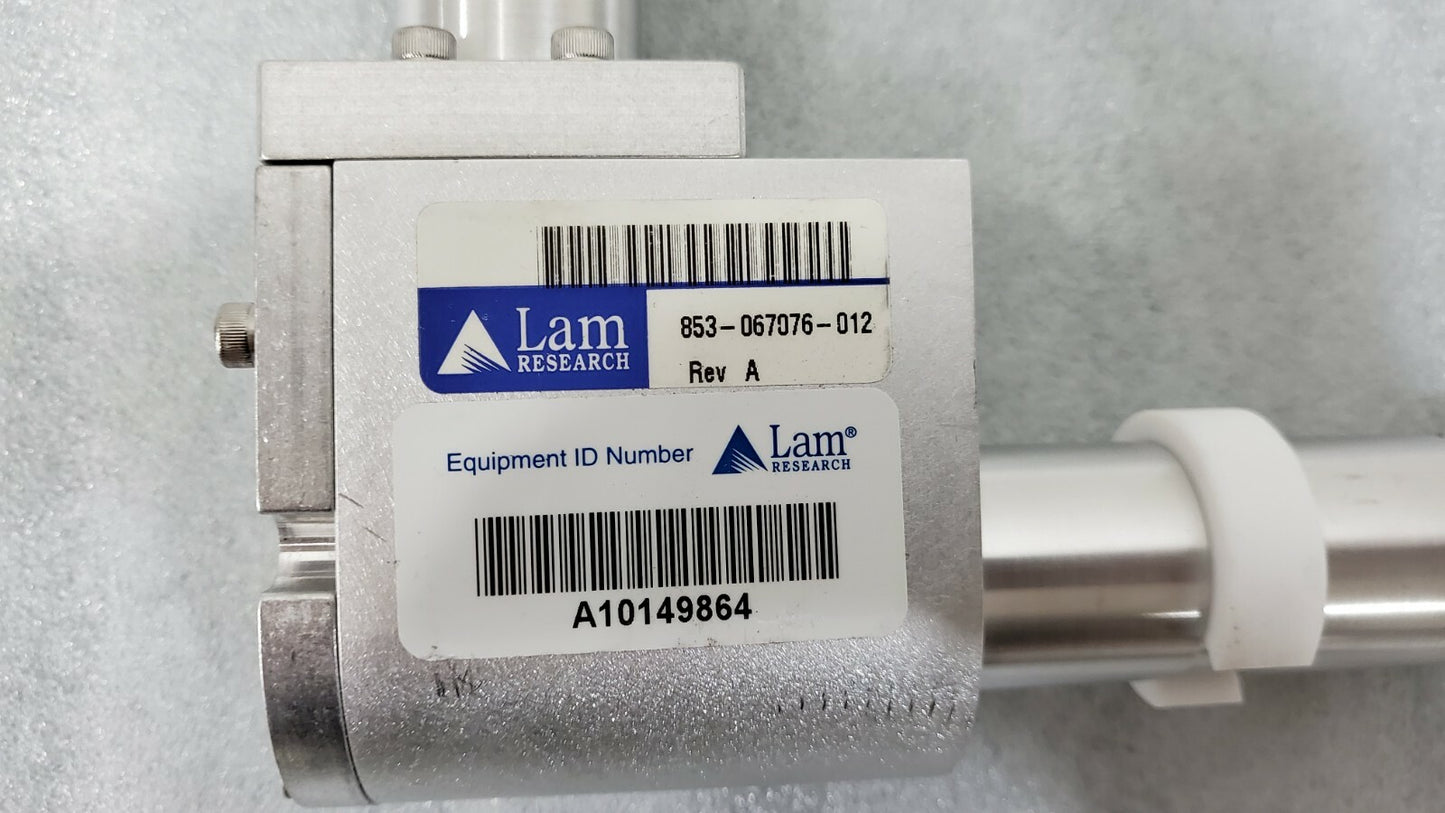 Lam
RESEARCH
853-067076-012
Rev A
Equipment ID Number
Lam®
RESEARCH
A10149864